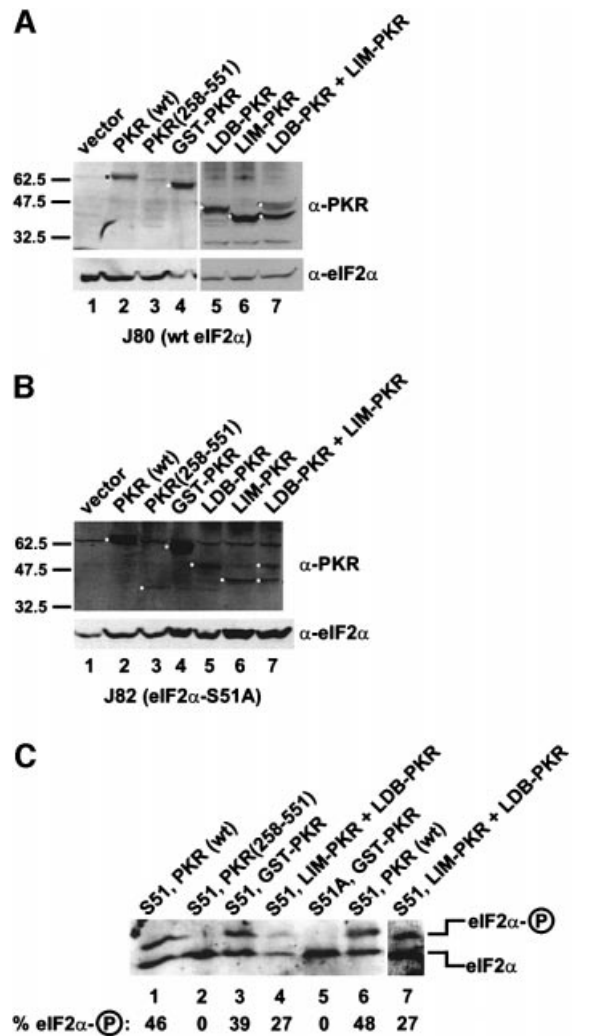 A
vector
PKR (wt)
PKR(258-551)
GST-PKR
LDB-PKR
LIM-PKR
LDB-PKR + LIM-PKR
62.5
47.5
32.5
α-PKR
α-eIF2α
1 2 3 4 5 6 7
J80 (wt eIF2α)
B
vector
PKR (wt)
PKR(258-551)
GST-PKR
LDB-PKR
LIM-PKR
LDB-PKR + LIM-PKR
62.5
47.5
32.5
α-PKR
α-eIF2α
1 2 3 4 5 6 7
J82 (eIF2α-S51A)
C
S51, PKR (wt)
S51, PKR(258-551)
S51, GST-PKR
S51, LIM-PKR + LDB-PKR
S51A, GST-PKR
S51, PKR (wt)
S51, LIM-PKR + LDB-PKR
eIF2α-Ⓟ
eIF2α
1 2 3 4 5 6 7
% eIF2α-Ⓟ: 46 0 39 27 0 48 27